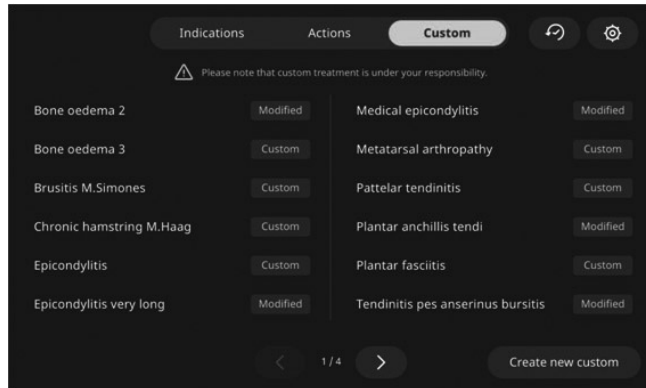 Indications Actions Custom
Please note that custom treatment is under your responsibility.
Bone oedema 2 Modified
Bone oedema 3 Custom
Brusitis M.Simones Custom
Chronic hamstring M.Haag Custom
Epicondylitis Custom
Epicondylitis very long Modified
Medical epicondylitis Modified
Metatarsal arthropathy Custom
Pattelar tendinitis Custom
Plantar anchillis tendi Modified
Plantar fasciitis Custom
Tendinitis pes anserinus bursitis Modified
1 / 4
Create new custom